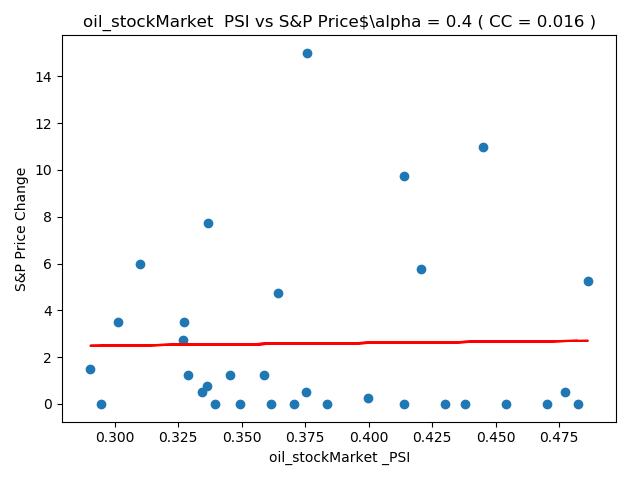 oil_stockMarket  PSI vs S&P Price$\alpha = 0.4 ( CC = 0.016 )
S&P Price Change
14
12
10
8
6
4
2
0
0.300 0.325 0.350 0.375 0.400 0.425 0.450 0.475
oil_stockMarket _PSI